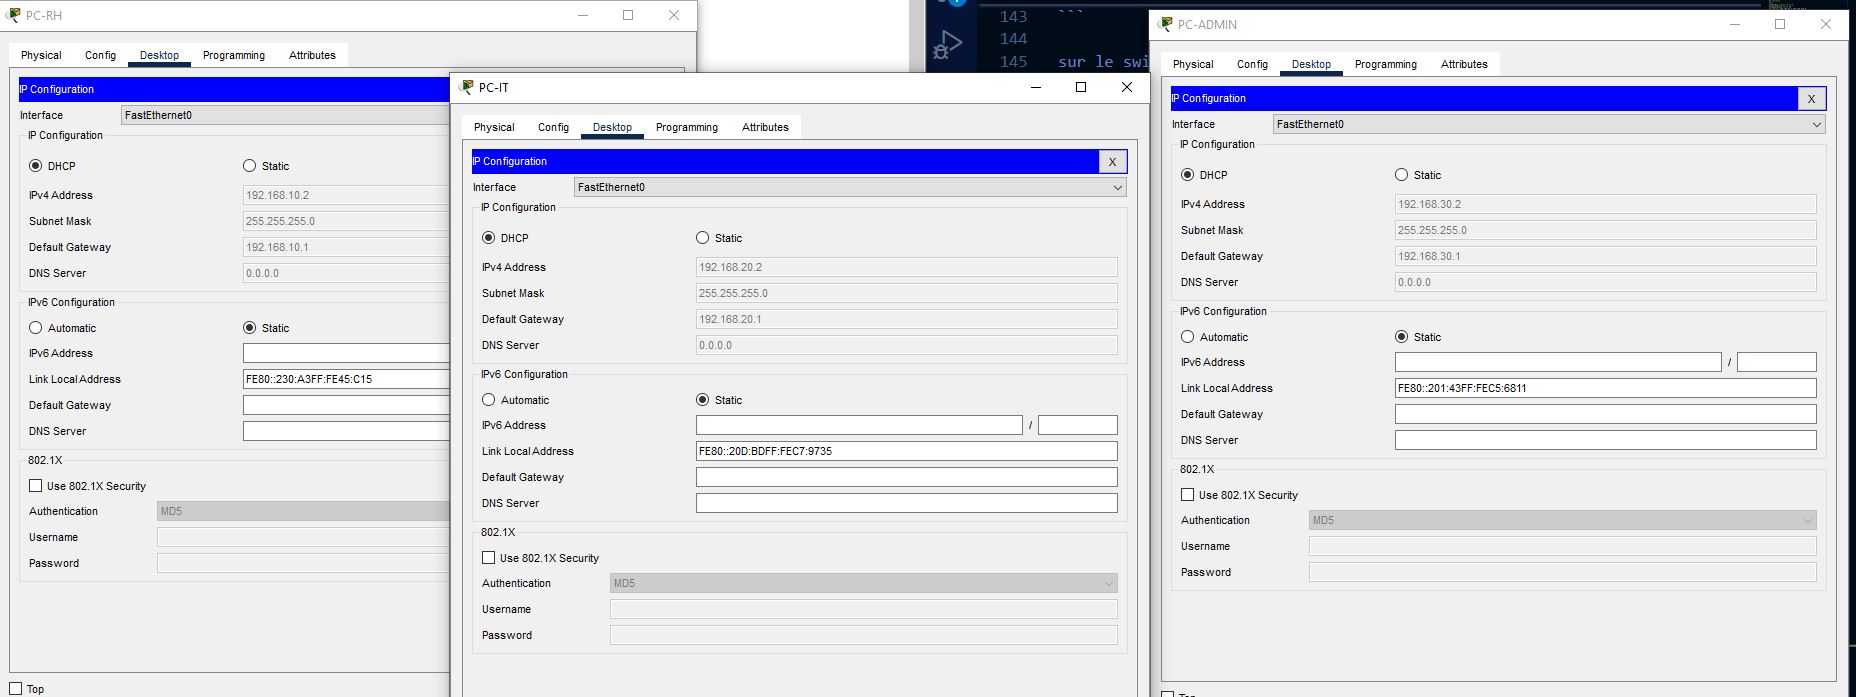 PC-RH
Physical Config Desktop Programming Attributes
IP Configuration
Interface FastEthernet0
IP Configuration
DHCP Static
IPv4 Address 192.168.10.2
Subnet Mask 255.255.255.0
Default Gateway 192.168.10.1
DNS Server 0.0.0.0
IPv6 Configuration
Automatic Static
IPv6 Address
Link Local Address FE80::230:A3FF:FE45:C15
Default Gateway
DNS Server
802.1X
Use 802.1X Security
Authentication MD5
Username
Password
Top
PC-IT
Physical Config Desktop Programming Attributes
IP Configuration X
Interface FastEthernet0
IP Configuration
DHCP Static
IPv4 Address 192.168.20.2
Subnet Mask 255.255.255.0
Default Gateway 192.168.20.1
DNS Server 0.0.0.0
IPv6 Configuration
Automatic Static
IPv6 Address /
Link Local Address FE80::20D:BDFF:FEC7:9735
Default Gateway
DNS Server
802.1X
Use 802.1X Security
Authentication MD5
Username
Password
143 ```
144
145 sur le swi
PC-ADMIN
Physical Config Desktop Programming Attributes
IP Configuration X
Interface FastEthernet0
IP Configuration
DHCP Static
IPv4 Address 192.168.30.2
Subnet Mask 255.255.255.0
Default Gateway 192.168.30.1
DNS Server 0.0.0.0
IPv6 Configuration
Automatic Static
IPv6 Address /
Link Local Address FE80::201:43FF:FEC5:6811
Default Gateway
DNS Server
802.1X
Use 802.1X Security
Authentication MD5
Username
Password